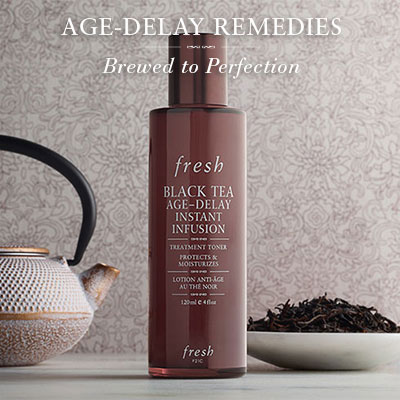 AGE-DELAY REMEDIES
Brewed to Perfection
fresh
BLACK TEA
AGE-DELAY
INSTANT
INFUSION
TREATMENT TONER
PROTECTS &
MOISTURIZES
LOTION ANTI-ÂGE
AU THÉ NOIR
120 ml e 4 fl oz
fresh